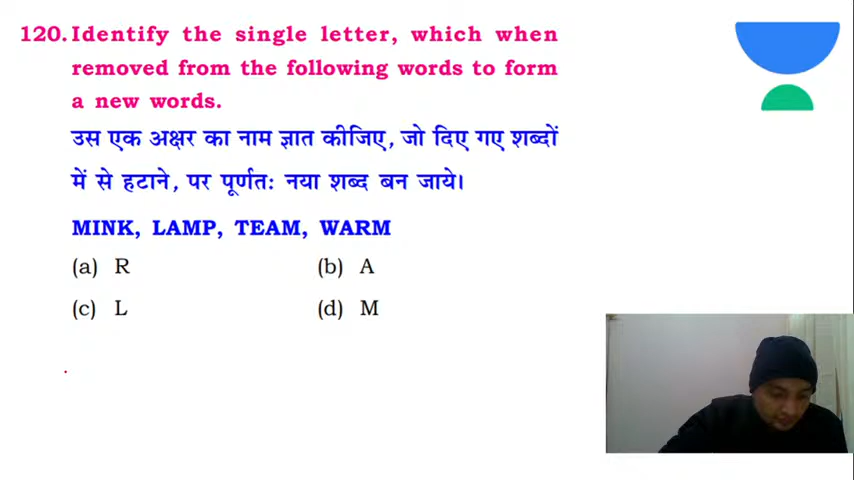 120. Identify the single letter, which when
removed from the following words to form
a new words.
उस एक अक्षर का नाम ज्ञात कीजिए, जो दिए गए शब्दों
में से हटाने, पर पूर्णतः नया शब्द बन जाये।
MINK, LAMP, TEAM, WARM
(a) R (b) A
(c) L (d) M